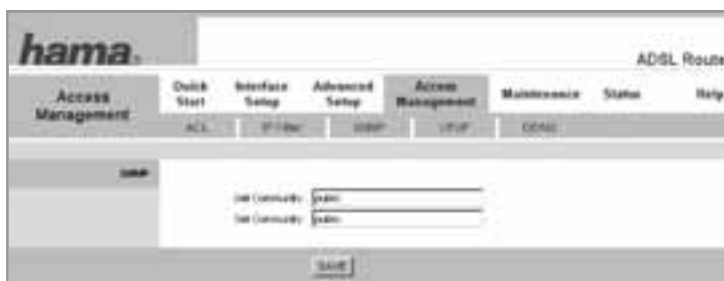 hama.
ADSL Route
Access Management
Quick Start
Interface Setup
Advanced Setup
Access Management
Maintenance
Status
Help
ACL
IP Filter
SNMP
UPnP
DDNS
SNMP
Get Community: public
Set Community: public
SAVE